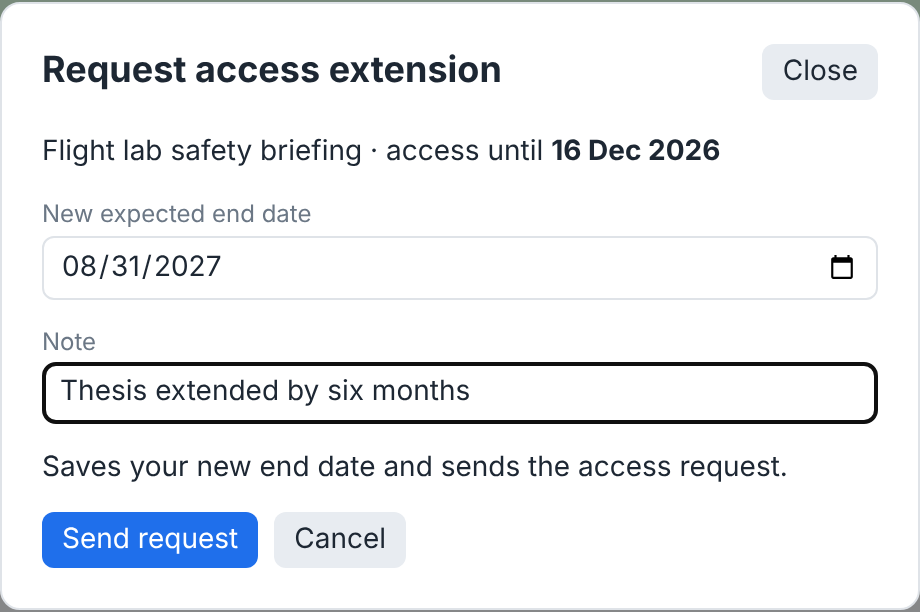 Request access extension
Close
Flight lab safety briefing · access until 16 Dec 2026
New expected end date
08/31/2027
Note
Thesis extended by six months
Saves your new end date and sends the access request.
Send request
Cancel